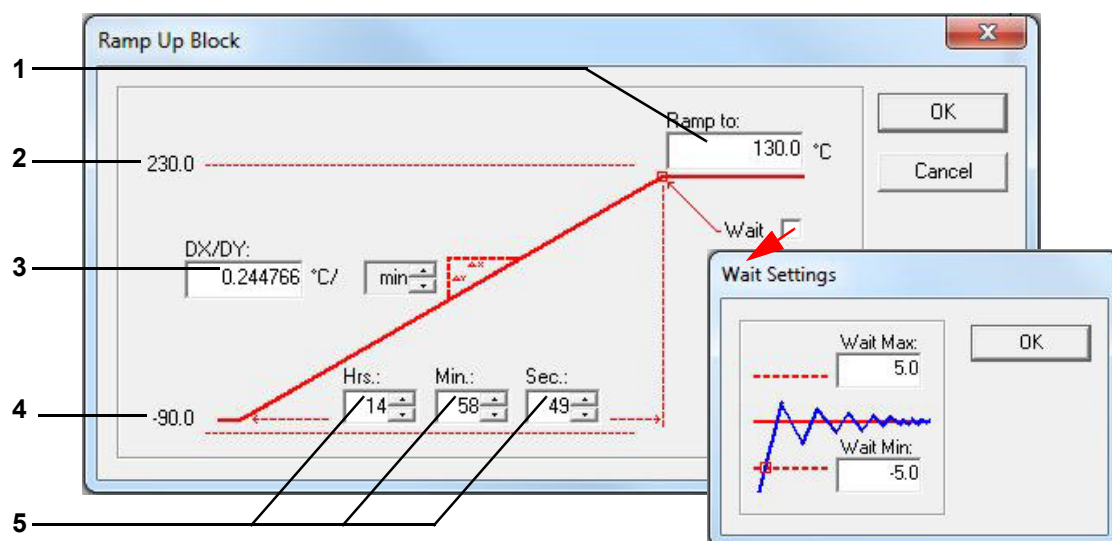 Ramp Up Block
x
1
Ramp to:
OK
130.0 °C
2
230.0
Cancel
Wait
DX/DY:
3
0.244766 °C/ min
ΔX
ΔY
Wait Settings
Wait Max:
OK
5.0
Hrs.: Min.: Sec.:
14 58 49
4
-90.0
Wait Min:
-5.0
5